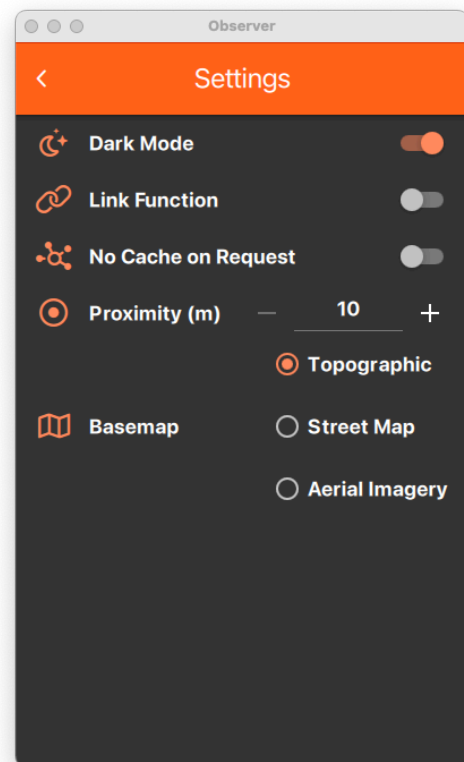 Observer
Settings
Dark Mode
Link Function
No Cache on Request
Proximity (m) — 10 +
Topographic
Basemap Street Map
Aerial Imagery